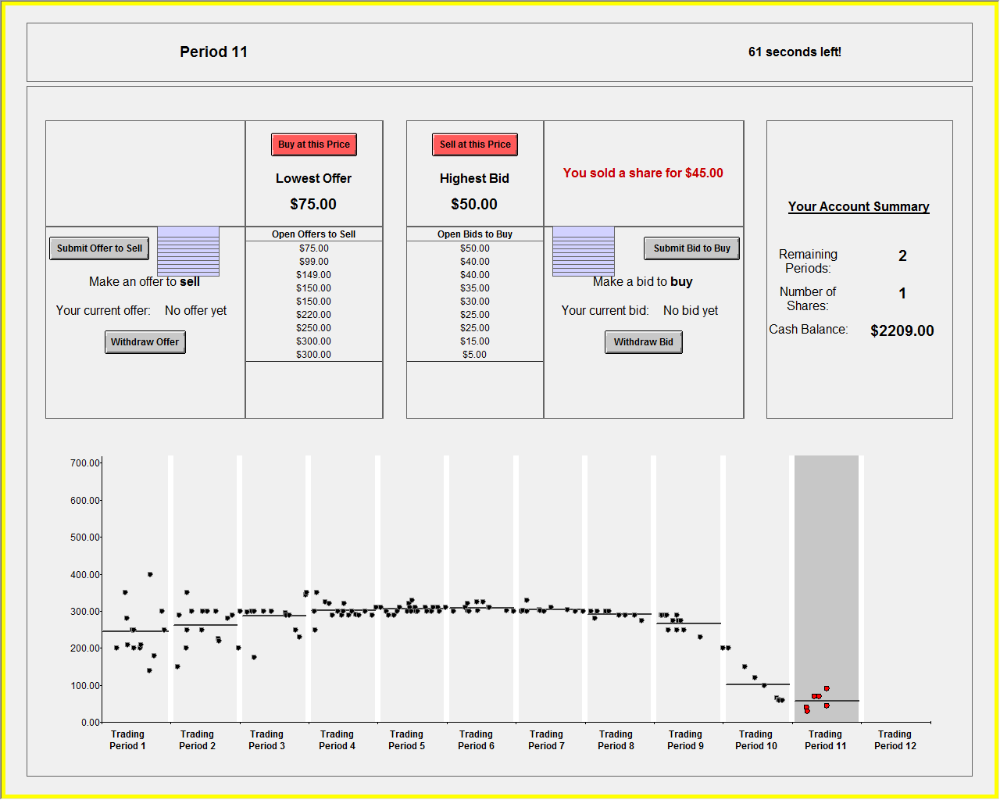 Period 11
61 seconds left!
Buy at this Price
Lowest Offer
$75.00
Sell at this Price
Highest Bid
$50.00
You sold a share for $45.00
Submit Offer to Sell
Make an offer to sell
Your current offer: No offer yet
Withdraw Offer
Open Offers to Sell
$75.00
$99.00
$149.00
$150.00
$150.00
$220.00
$250.00
$300.00
$300.00
Open Bids to Buy
$50.00
$40.00
$40.00
$35.00
$30.00
$25.00
$25.00
$15.00
$5.00
Submit Bid to Buy
Make a bid to buy
Your current bid: No bid yet
Withdraw Bid
Your Account Summary
Remaining
Periods:
2
Number of
Shares:
1
Cash Balance: $2209.00
700.00
600.00
500.00
400.00
300.00
200.00
100.00
0.00
Trading
Period 1
Trading
Period 2
Trading
Period 3
Trading
Period 4
Trading
Period 5
Trading
Period 6
Trading
Period 7
Trading
Period 8
Trading
Period 9
Trading
Period 10
Trading
Period 11
Trading
Period 12